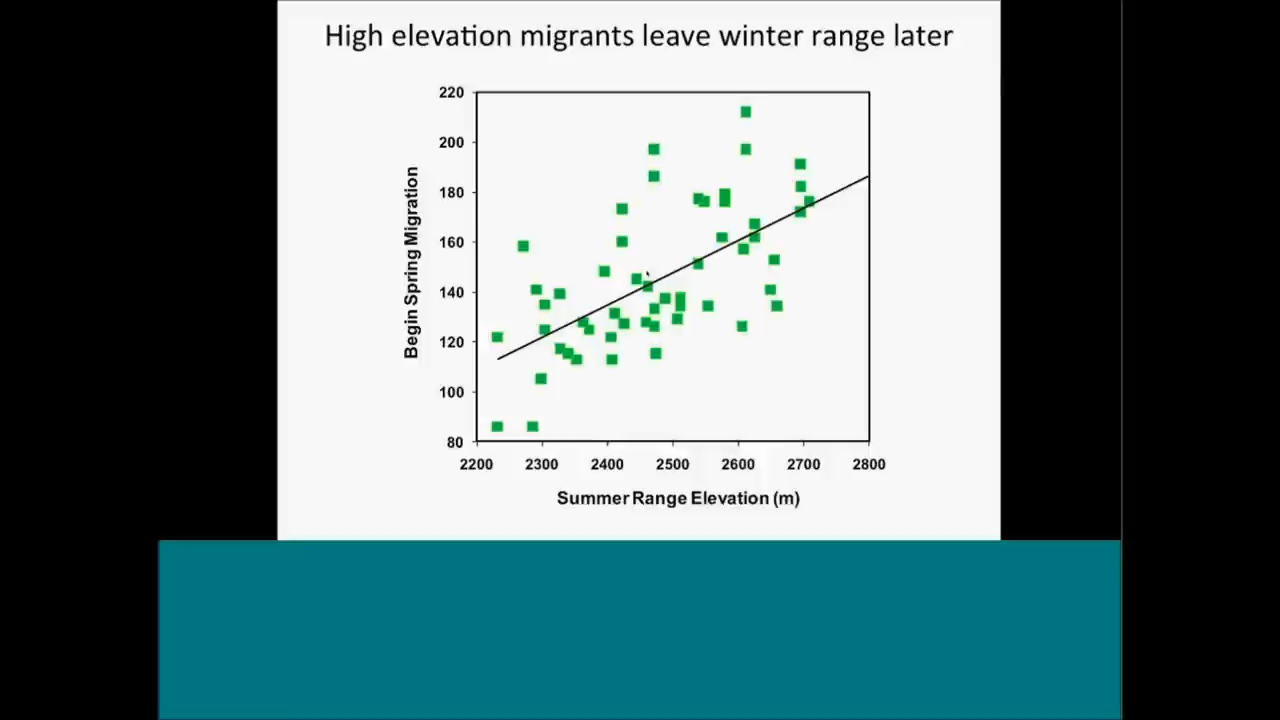 High elevation migrants leave winter range later
220
200
180
160
140
120
100
80
Begin Spring Migration
2200 2300 2400 2500 2600 2700 2800
Summer Range Elevation (m)